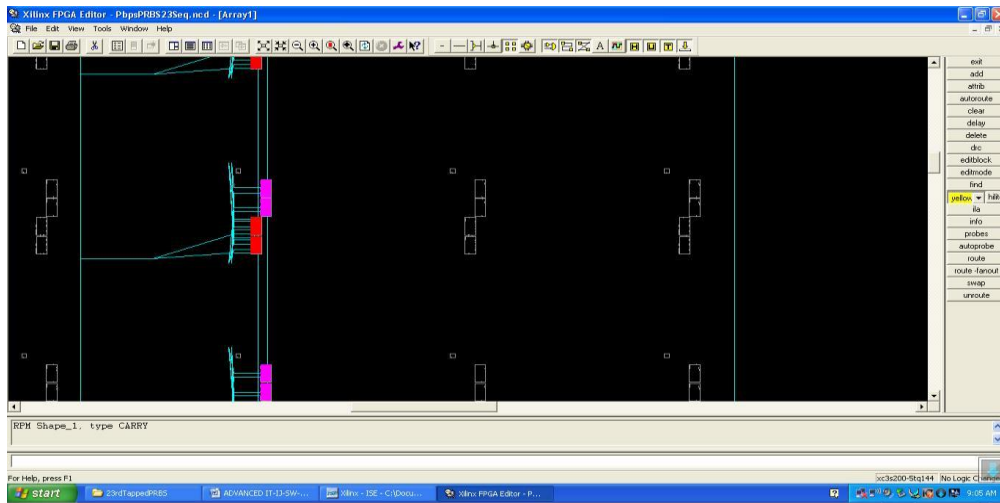 Xilinx FPGA Editor - PbpsPRBS23Seq.ncd - [Array1]
File Edit View Tools Window Help
A
exit
add
attrib
autoroute
clear
delay
delete
drc
editblock
editmode
find
yellow hilite
ila
info
probes
autoprobe
route
route -fanout
swap
unroute
RPM Shape_1, type CARRY
For Help, press F1
xc3s200-5tq144 No Logic Changes
start 23rdTappedPRBS ADVANCED IT-IJ-SW-... Xilinx - ISE - C:\Docu... Xilinx FPGA Editor - P... 9:05 AM